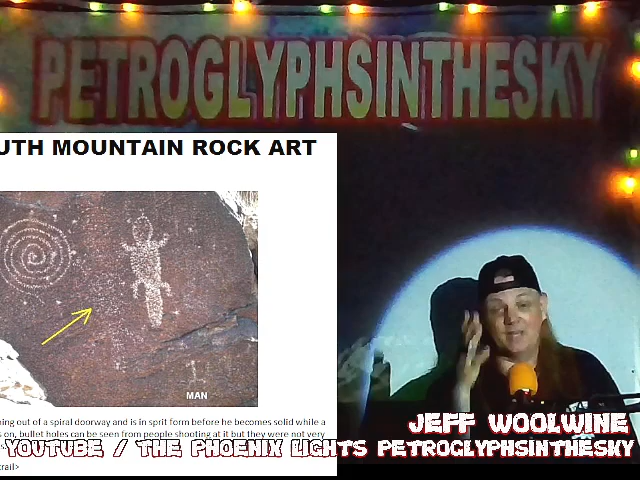 PETROGLYPHSINTHESKY
UTH MOUNTAIN ROCK ART
MAN
ing out of a spiral doorway and is in sprit form before he becomes solid while a
s on, bullet holes can be seen from people shooting at it but they were not very
JEFF WOOLWINE
YOUTUBE / THE PHOENIX LIGHTS PETROGLYPHSINTHESKY
rail>